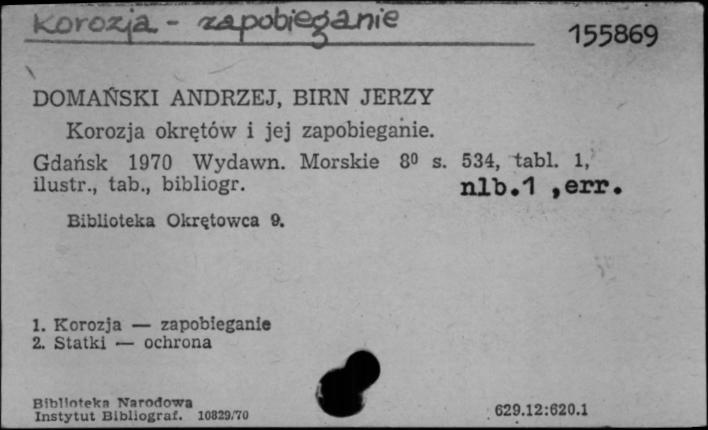 Korozja - zapobieganie
155869
DOMAŃSKI ANDRZEJ, BIRN JERZY
Korozja okrętów i jej zapobieganie.
Gdańsk 1970 Wydawn. Morskie 8⁰ s. 534, tabl. 1,
ilustr., tab., bibliogr. nlb.1 ,err.
Biblioteka Okrętowca 9.
1. Korozja — zapobieganie
2. Statki — ochrona
Biblioteka Narodowa
Instytut Bibliograf. 10829/70
629.12:620.1